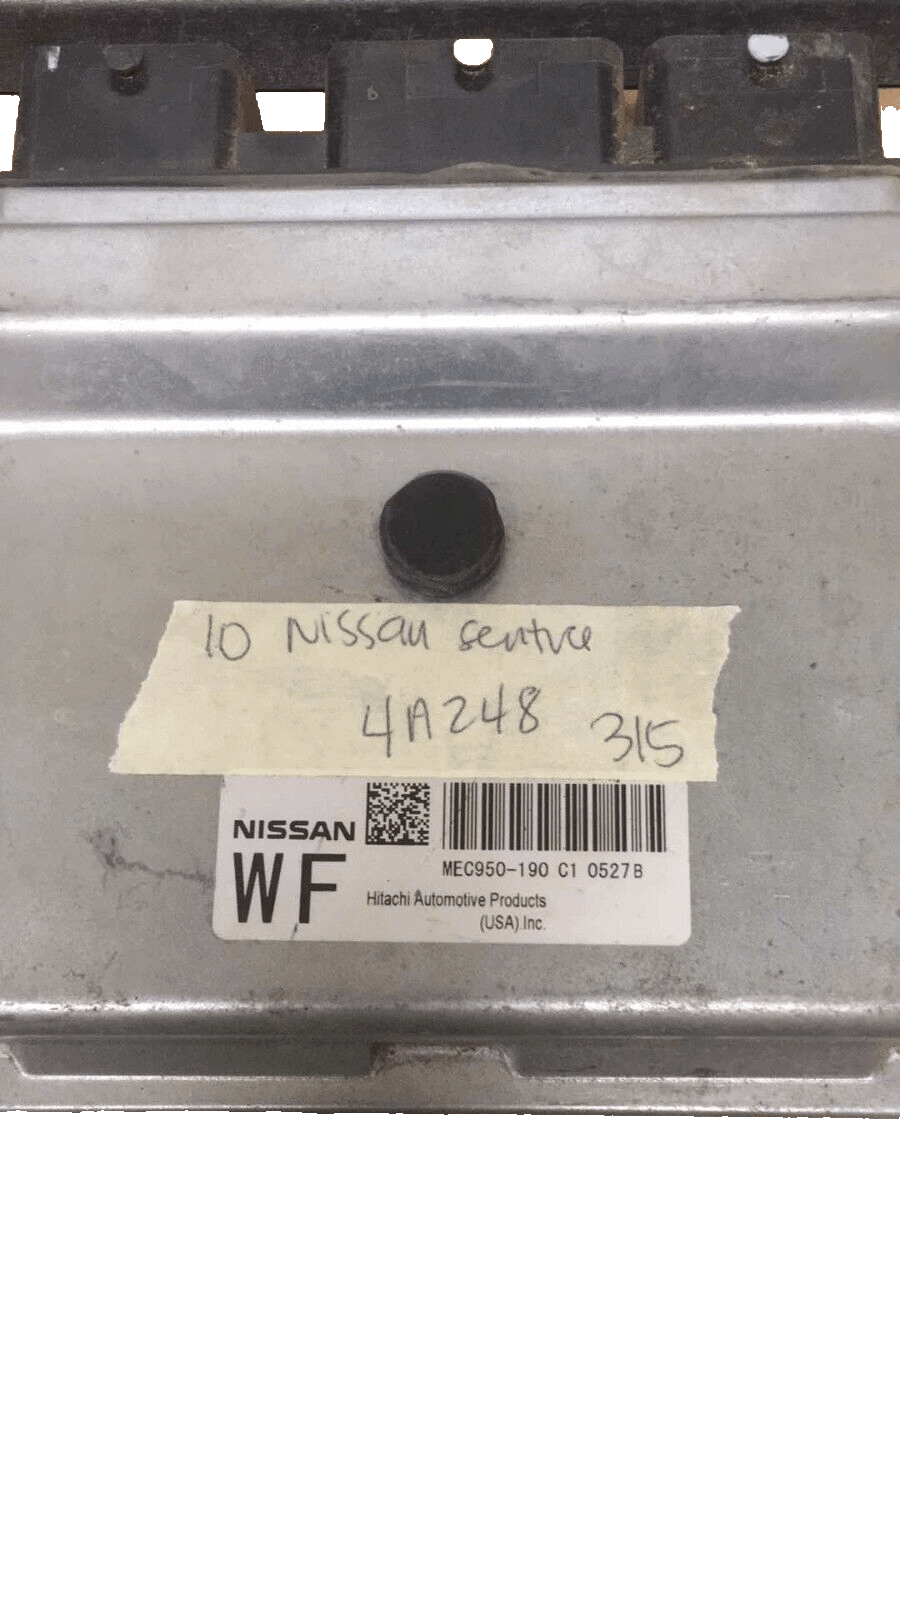 10 Nissan sentra
4A248 315
NISSAN
WF
MEC950-190 C1 0527B
Hitachi Automotive Products
(USA).Inc.